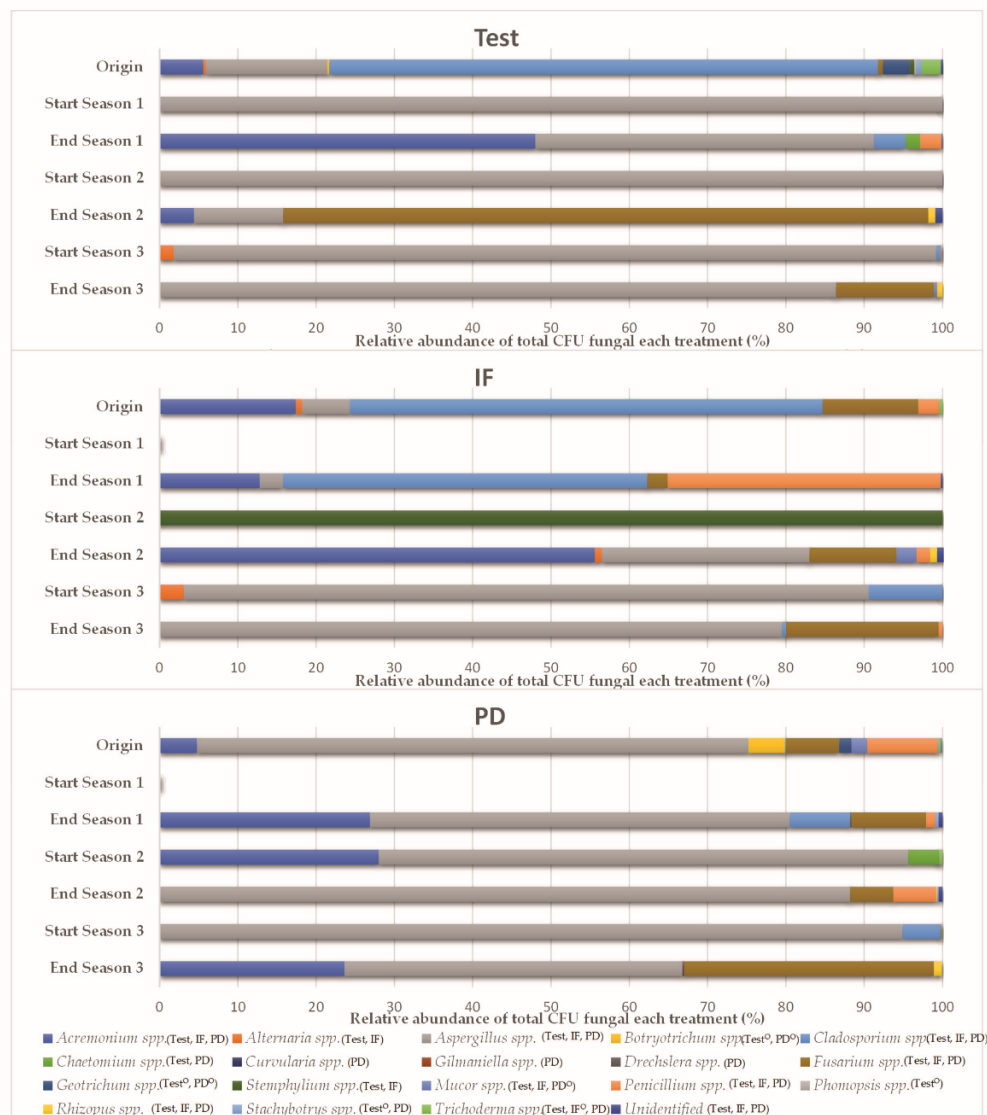 Test
Origin
Start Season 1
End Season 1
Start Season 2
End Season 2
Start Season 3
End Season 3
0 10 20 30 40 50 60 70 80 90 100
Relative abundance of total CFU fungal each treatment (%)
IF
Origin
Start Season 1
End Season 1
Start Season 2
End Season 2
Start Season 3
End Season 3
0 10 20 30 40 50 60 70 80 90 100
Relative abundance of total CFU fungal each treatment (%)
PD
Origin
Start Season 1
End Season 1
Start Season 2
End Season 2
Start Season 3
End Season 3
0 10 20 30 40 50 60 70 80 90 100
Relative abundance of total CFU fungal each treatment (%)
Acremonium spp.(Test, IF, PD) Alternaria spp.(Test, IF) Aspergillus spp. (Test, IF, PD) Botryotrichum spp(Testᴼ, PDᴼ) Cladosporium spp(Test, IF, PD)
Chaetomium spp.(Test, PD) Curvularia spp. (PD) Gilmaniella spp. (PD) Drechslera spp. (PD) Fusarium spp. (Test, IF, PD)
Geotrichum spp.(Testᴼ, PDᴼ) Stemphylium spp.(Test, IF) Mucor spp.(Test, IF, PDᴼ) Penicillium spp. (Test, IF, PD) Phomopsis spp.(Testᴼ)
Rhizopus spp. (Test, IF, PD) Stachybotrys spp.(Testᴼ, PD) Trichoderma spp.(Test, IFᴼ, PD) Unidentified (Test, IF, PD)